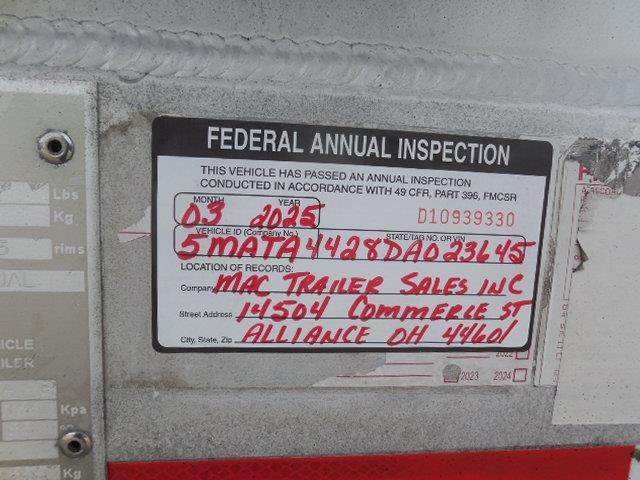 FEDERAL ANNUAL INSPECTION
THIS VEHICLE HAS PASSED AN ANNUAL INSPECTION
CONDUCTED IN ACCORDANCE WITH 49 CFR, PART 396, FMCSR
MONTH YEAR
03 2025 D10939330
VEHICLE ID (Company No.) STATE/TAG NO. OR VIN
5MATA4428DA023645
LOCATION OF RECORDS:
Company MAC TRAILER SALES INC
Street Address 14504 COMMERCE ST
City, State, Zip ALLIANCE OH 44601
2022
2023 2024
Lbs
Kg
rims
Kpa
Kg